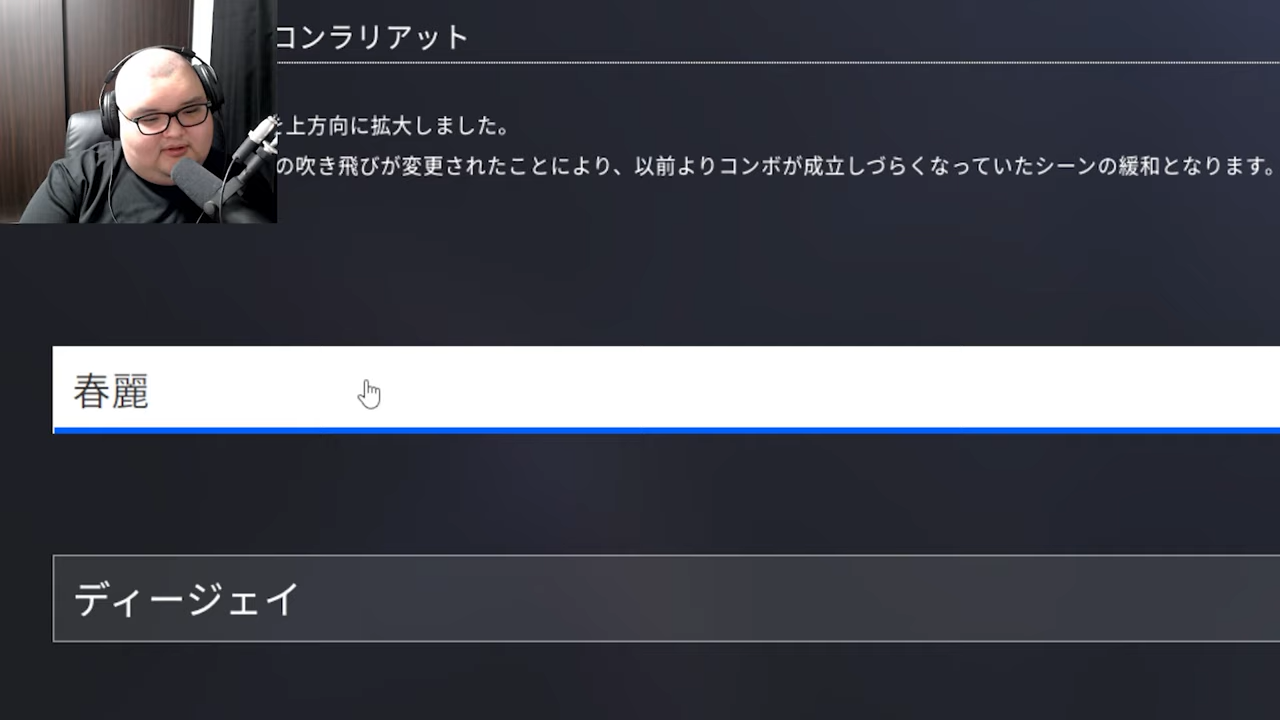 コンラリアット
を上方向に拡大しました。
の吹き飛びが変更されたことにより、以前よりコンボが成立しづらくなっていたシーンの緩和となります。
春麗
ディージェイ